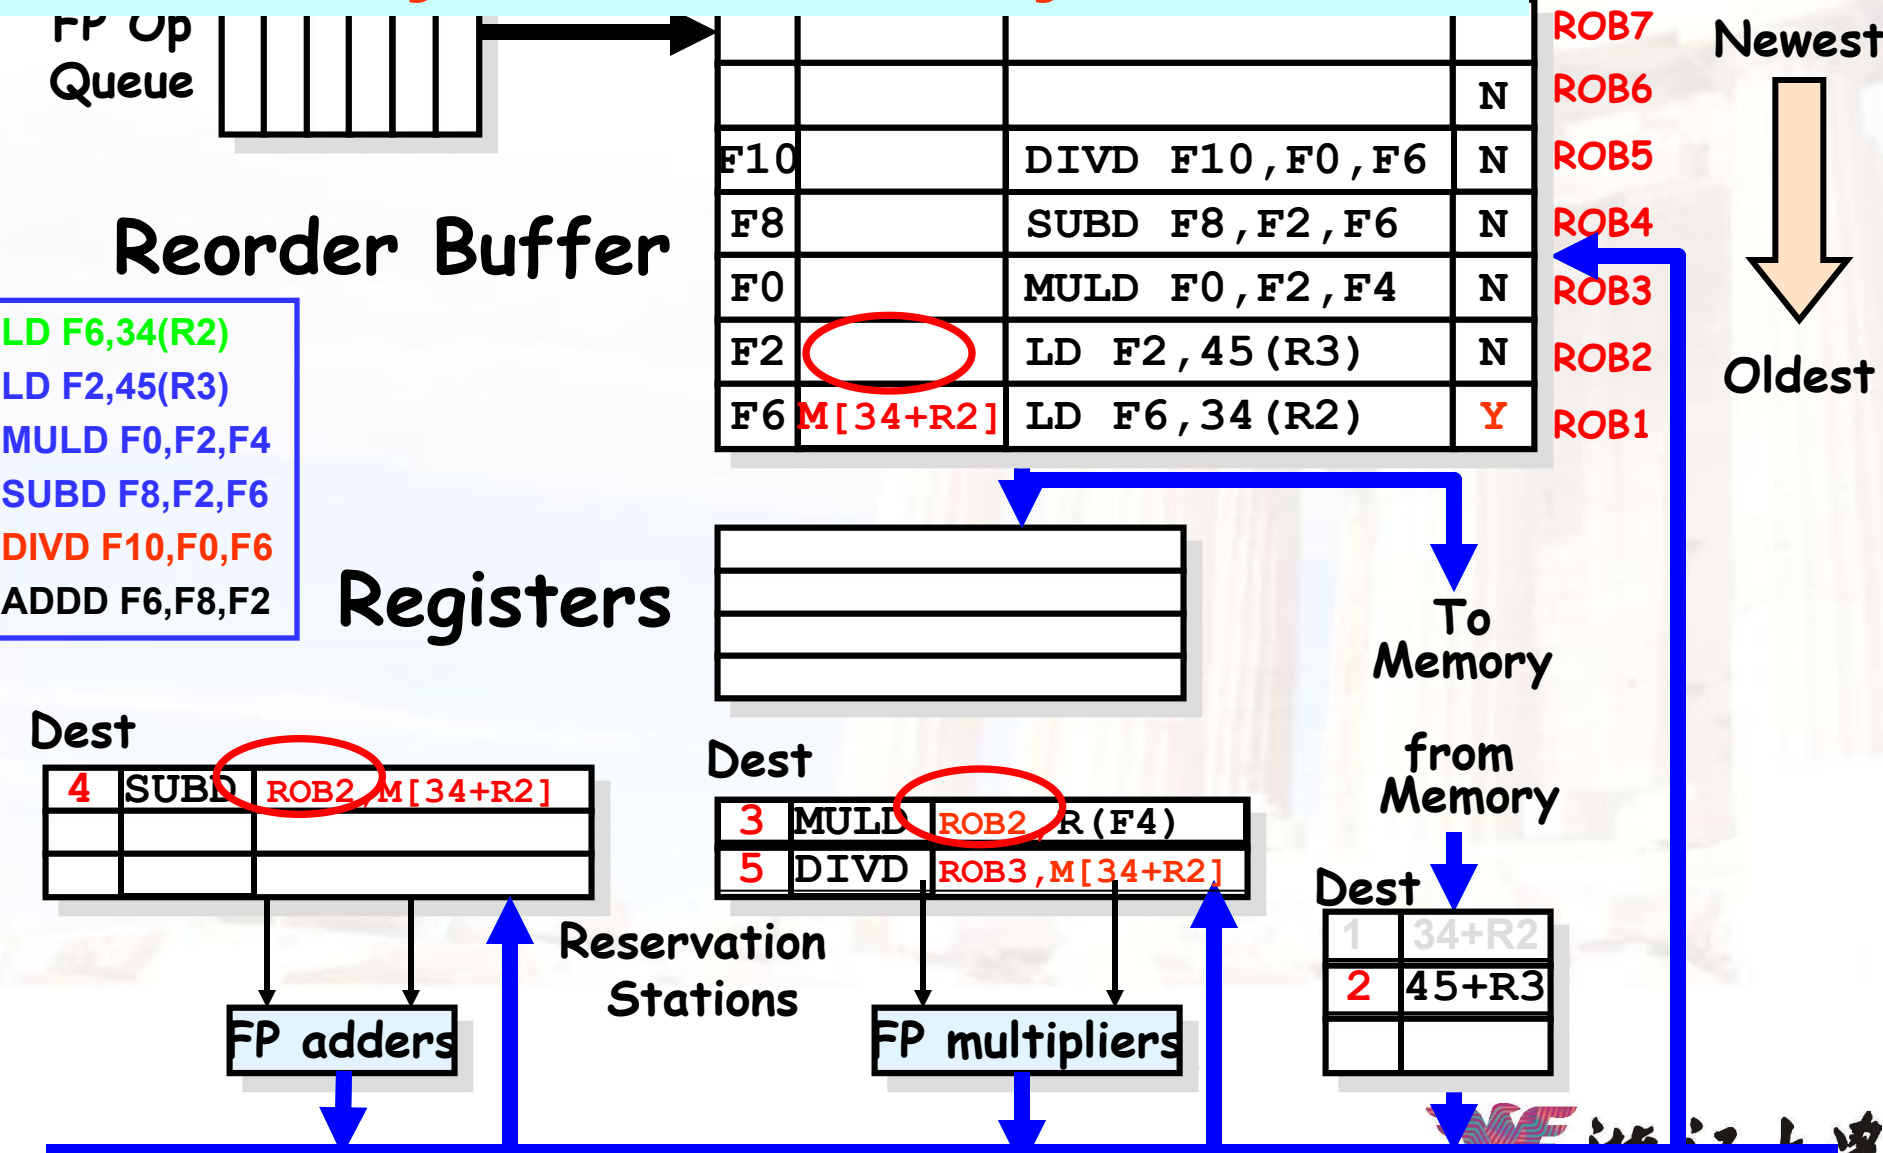 FP Op
Queue
ROB7
Newest
N
ROB6
F10
DIVD F10,F0,F6
N
ROB5
Reorder Buffer
F8
SUBD F8,F2,F6
N
ROB4
F0
MULD F0,F2,F4
N
ROB3
F2
LD F2,45(R3)
N
ROB2
Oldest
F6
M[34+R2]
LD F6,34(R2)
Y
ROB1
LD F6,34(R2)
LD F2,45(R3)
MULD F0,F2,F4
SUBD F8,F2,F6
DIVD F10,F0,F6
ADDD F6,F8,F2
Registers
To
Memory
from
Memory
Dest
4
SUBD
ROB2,M[34+R2]
Dest
3
MULD
ROB2,R(F4)
5
DIVD
ROB3,M[34+R2]
Dest
1
34+R2
2
45+R3
Reservation
Stations
FP adders
FP multipliers